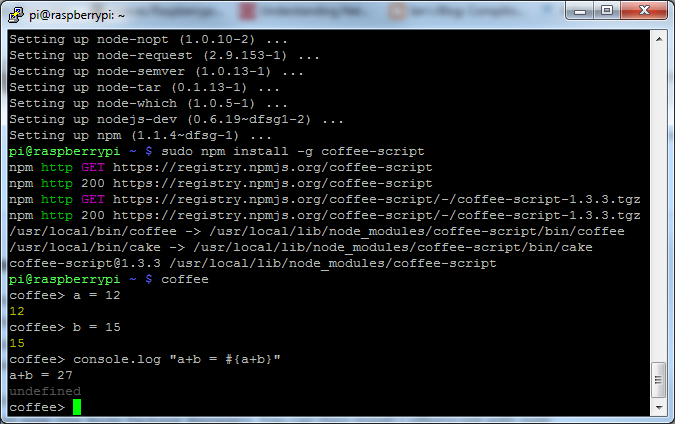 pi@raspberrypi: ~
Setting up node-nopt (1.0.10-2) ...
Setting up node-request (2.9.153-1) ...
Setting up node-semver (1.0.13-1) ...
Setting up node-tar (0.1.13-1) ...
Setting up node-which (1.0.5-1) ...
Setting up nodejs-dev (0.6.19~dfsg1-2) ...
Setting up npm (1.1.4~dfsg-1) ...
pi@raspberrypi ~ $ sudo npm install -g coffee-script
npm http GET https://registry.npmjs.org/coffee-script
npm http 200 https://registry.npmjs.org/coffee-script
npm http GET https://registry.npmjs.org/coffee-script/-/coffee-script-1.3.3.tgz
npm http 200 https://registry.npmjs.org/coffee-script/-/coffee-script-1.3.3.tgz
/usr/local/bin/coffee -> /usr/local/lib/node_modules/coffee-script/bin/coffee
/usr/local/bin/cake -> /usr/local/lib/node_modules/coffee-script/bin/cake
coffee-script@1.3.3 /usr/local/lib/node_modules/coffee-script
pi@raspberrypi ~ $ coffee
coffee> a = 12
12
coffee> b = 15
15
coffee> console.log "a+b = #{a+b}"
a+b = 27
undefined
coffee>